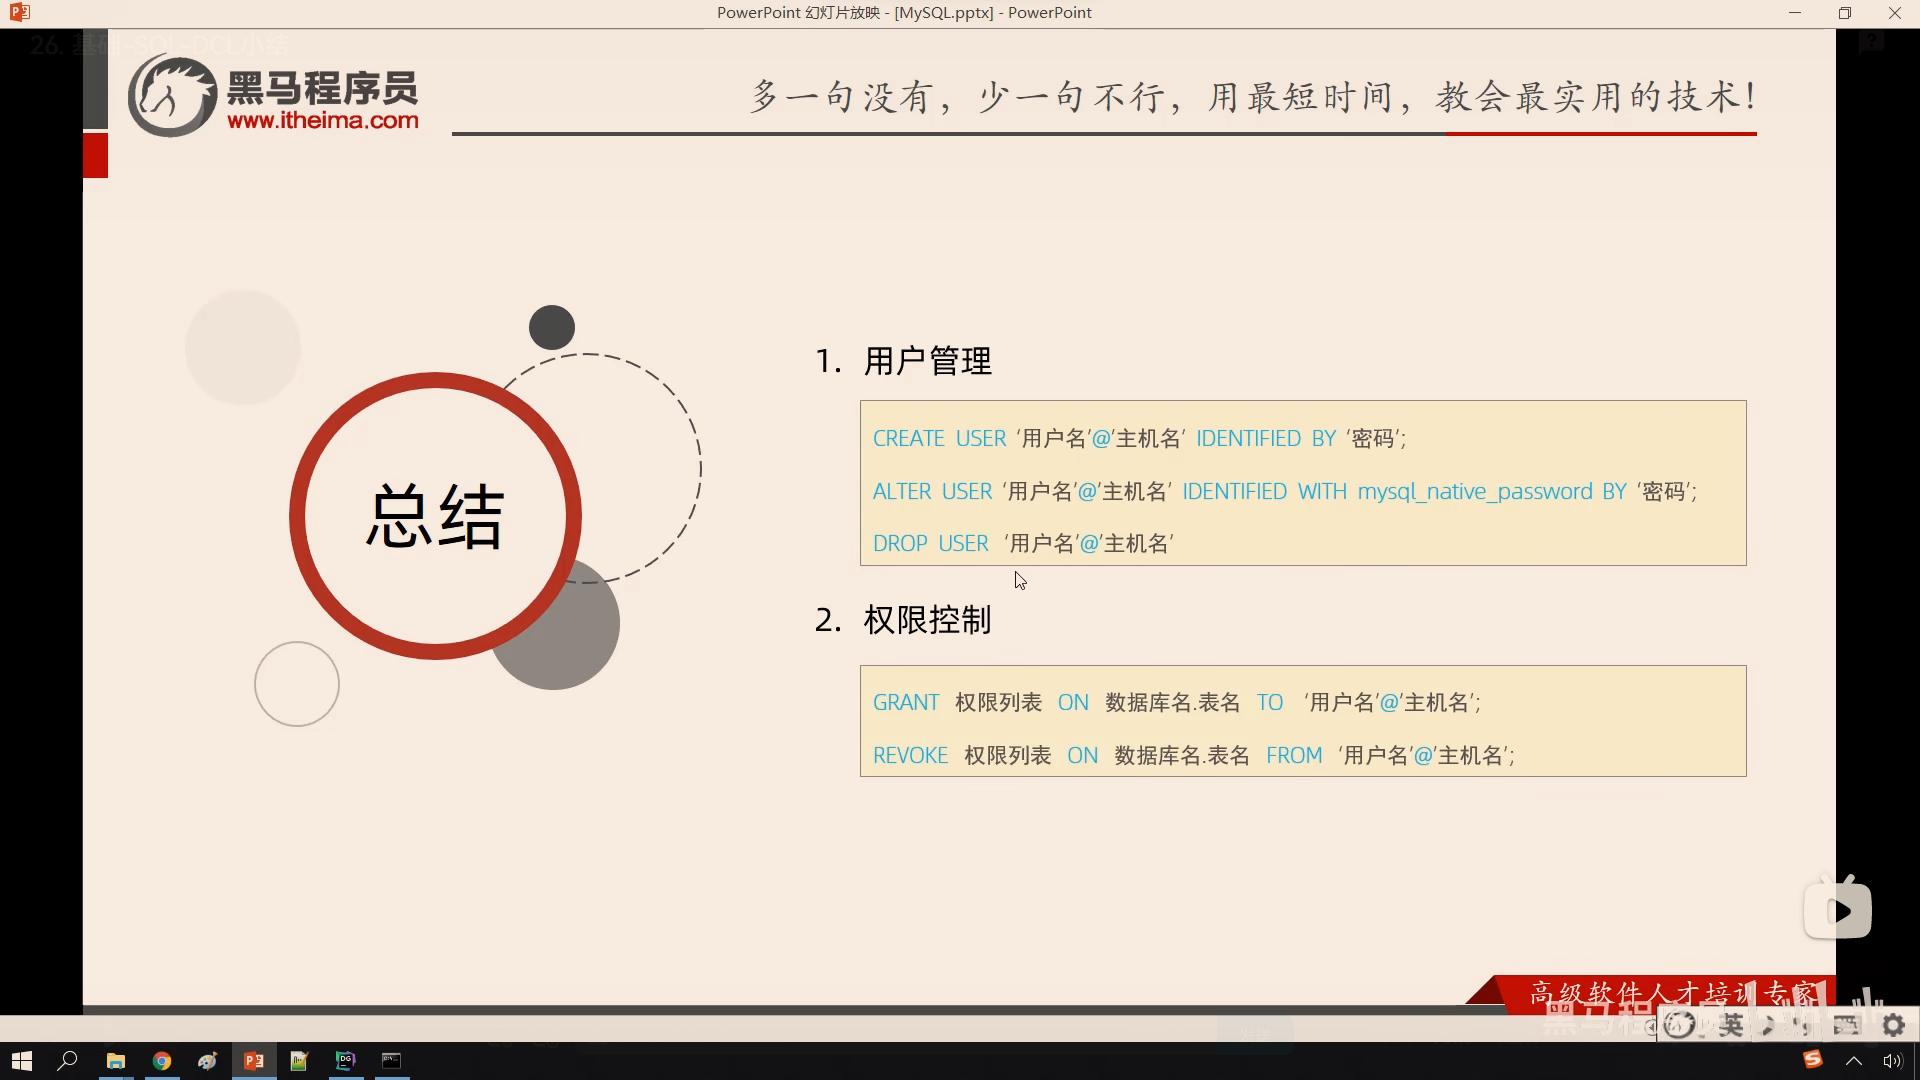 PowerPoint 幻灯片放映 - [MySQL.pptx] - PowerPoint
26. 基础-SQL-DCL小结
黑马程序员
www.itheima.com
多一句没有，少一句不行，用最短时间，教会最实用的技术！
总结
1. 用户管理
CREATE USER ‘用户名’@’主机名’ IDENTIFIED BY ‘密码’;
ALTER USER ‘用户名’@’主机名’ IDENTIFIED WITH mysql_native_password BY ‘密码’;
DROP USER ‘用户名’@’主机名’
2. 权限控制
GRANT 权限列表 ON 数据库名.表名 TO ‘用户名’@’主机名’;
REVOKE 权限列表 ON 数据库名.表名 FROM ‘用户名’@’主机名’;
高级软件人才培训专家
黑马程
英